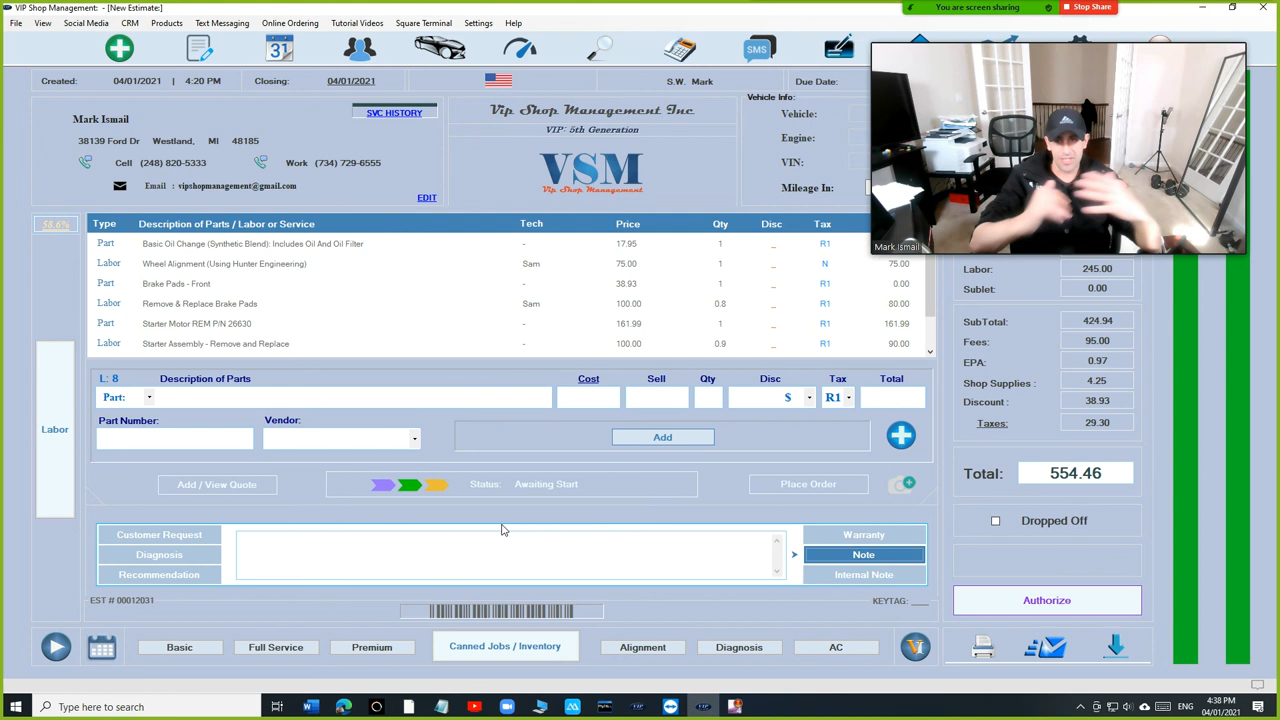 VIP Shop Management: - [New Estimate:]
You are screen sharing
Stop Share
File View Social Media CRM Products Text Messaging Online Ordering Tutorial Videos Square Terminal Settings Help
31
SMS
Created: 04/01/2021 | 4:20 PM Closing: 04/01/2021 S.W. Mark Due Date:
Mark Ismail
SVC HISTORY
38139 Ford Dr Westland, MI 48185
Cell (248) 820-5333 Work (734) 729-6555
Email : vipshopmanagement@gmail.com
EDIT
Vip Shop Management Inc
VIP: 5th Generation
VSM
Vip Shop Management
Vehicle Info:
Vehicle:
Engine:
VIN:
Mileage In:
Mark Ismail
58.6%
Type Description of Parts / Labor or Service Tech Price Qty Disc Tax
Part Basic Oil Change (Synthetic Blend): Includes Oil And Oil Filter - 17.95 1 _ R1
Labor Wheel Alignment (Using Hunter Engineering) Sam 75.00 1 _ N 75.00
Part Brake Pads - Front - 38.93 1 _ R1 0.00
Labor Remove & Replace Brake Pads Sam 100.00 0.8 _ R1 80.00
Part Starter Motor REM P/N 26630 - 161.99 1 _ R1 161.99
Labor Starter Assembly - Remove and Replace - 100.00 0.9 _ R1 90.00
Labor
L: 8 Description of Parts Cost Sell Qty Disc Tax Total
Part: $ R1
Part Number: Vendor:
Add
Add / View Quote
Status: Awaiting Start
Place Order
Customer Request
Diagnosis
Recommendation
Warranty
Note
Internal Note
EST # 00012031
KEYTAG: ___
Labor: 245.00
Sublet: 0.00
SubTotal: 424.94
Fees: 95.00
EPA: 0.97
Shop Supplies : 4.25
Discount : 38.93
Taxes: 29.30
Total: 554.46
Dropped Off
Authorize
Basic Full Service Premium Canned Jobs / Inventory Alignment Diagnosis AC
Type here to search
ENG
4:38 PM
04/01/2021